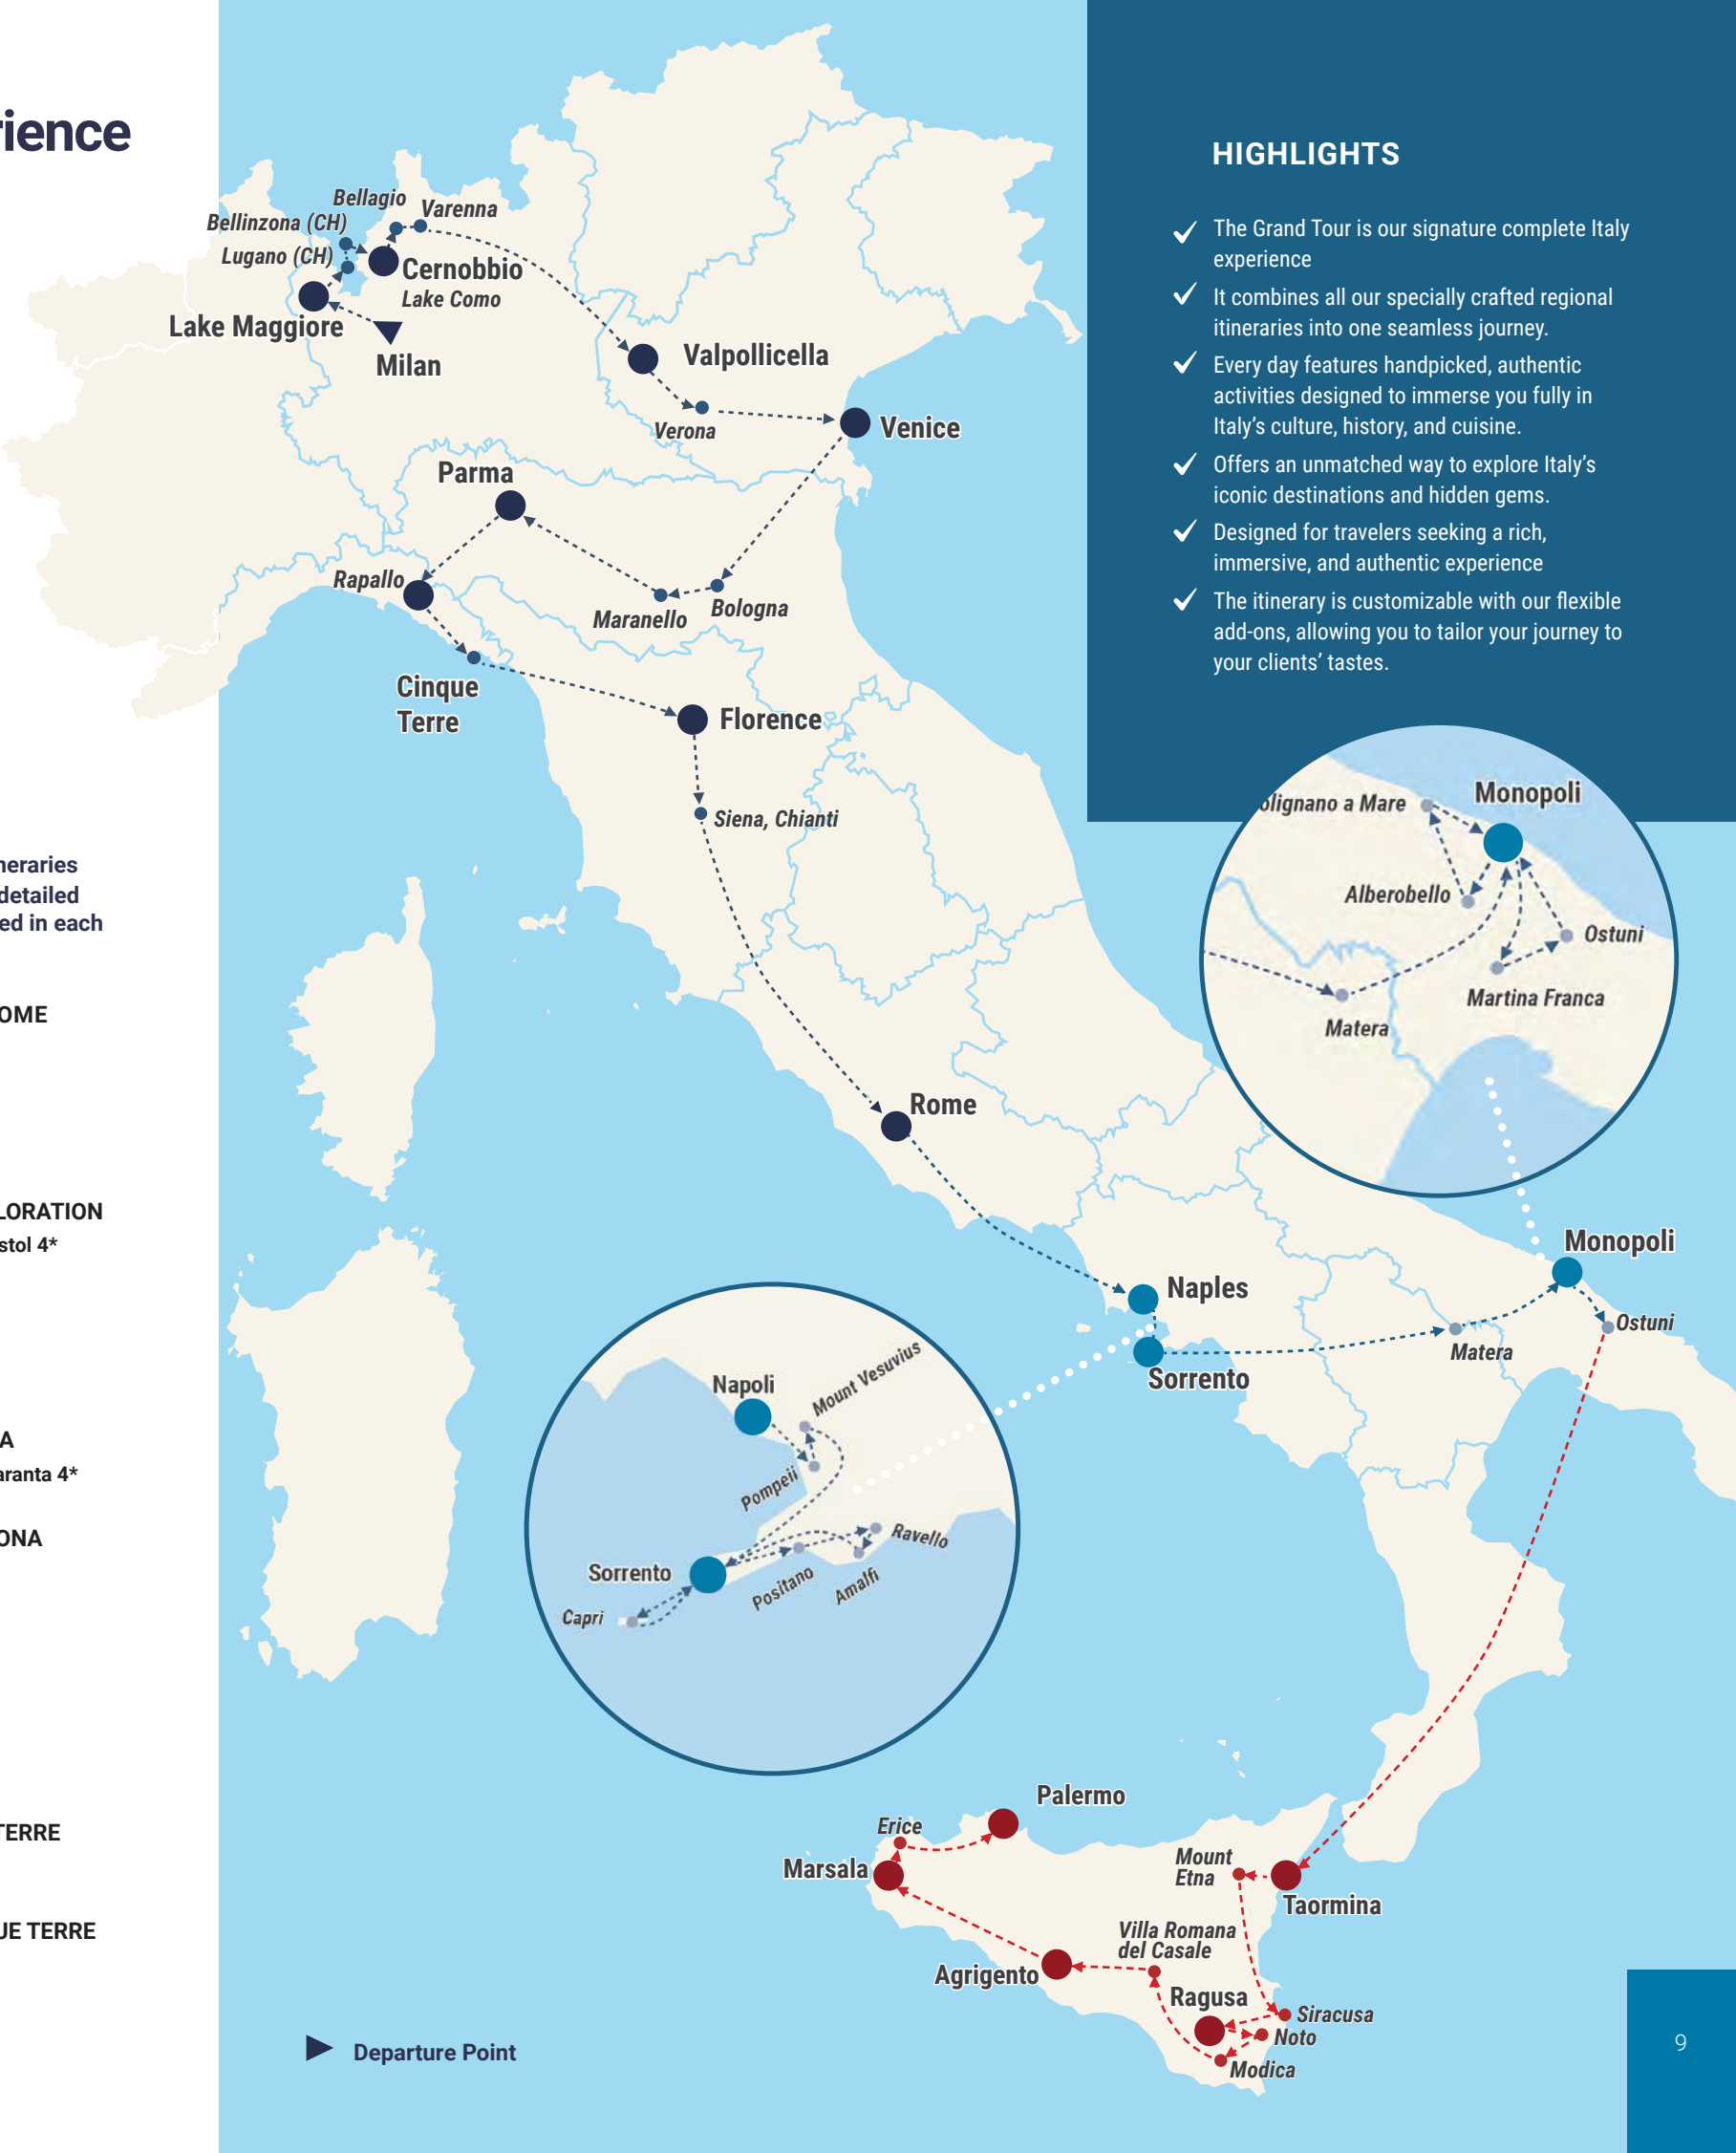 rience
neraries
detailed
ed in each
OME
LORATION
stol 4*
A
aranta 4*
ONA
TERRE
UE TERRE
HIGHLIGHTS
The Grand Tour is our signature complete Italy
experience
It combines all our specially crafted regional
itineraries into one seamless journey.
Every day features handpicked, authentic
activities designed to immerse you fully in
Italy’s culture, history, and cuisine.
Offers an unmatched way to explore Italy’s
iconic destinations and hidden gems.
Designed for travelers seeking a rich,
immersive, and authentic experience
The itinerary is customizable with our flexible
add-ons, allowing you to tailor your journey to
your clients’ tastes.
Bellagio
Varenna
Bellinzona (CH)
Lugano (CH)
Cernobbio
Lake Como
Lake Maggiore
Milan
Valpollicella
Verona
Venice
Parma
Rapallo
Maranello
Bologna
Cinque
Terre
Florence
Siena, Chianti
Rome
olignano a Mare
Monopoli
Alberobello
Ostuni
Martina Franca
Matera
Monopoli
Naples
Ostuni
Matera
Sorrento
Napoli
Mount Vesuvius
Pompeii
Ravello
Sorrento
Positano
Amalfi
Capri
Palermo
Erice
Marsala
Mount
Etna
Taormina
Villa Romana
del Casale
Agrigento
Ragusa
Siracusa
Noto
Modica
Departure Point
9